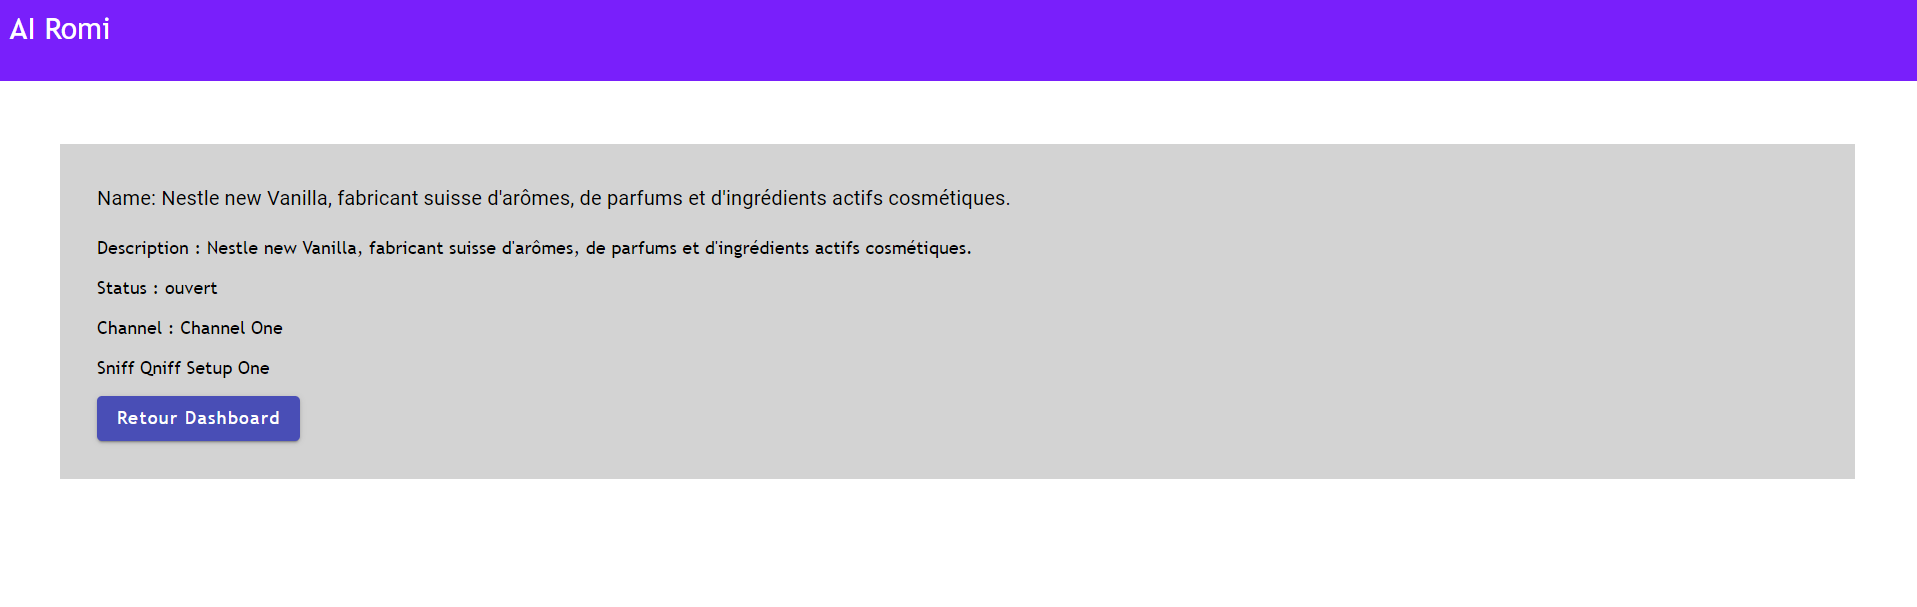 AI Romi
Name: Nestle new Vanilla, fabricant suisse d'arômes, de parfums et d'ingrédients actifs cosmétiques.
Description : Nestle new Vanilla, fabricant suisse d'arômes, de parfums et d'ingrédients actifs cosmétiques.
Status : ouvert
Channel : Channel One
Sniff Qniff Setup One
Retour Dashboard